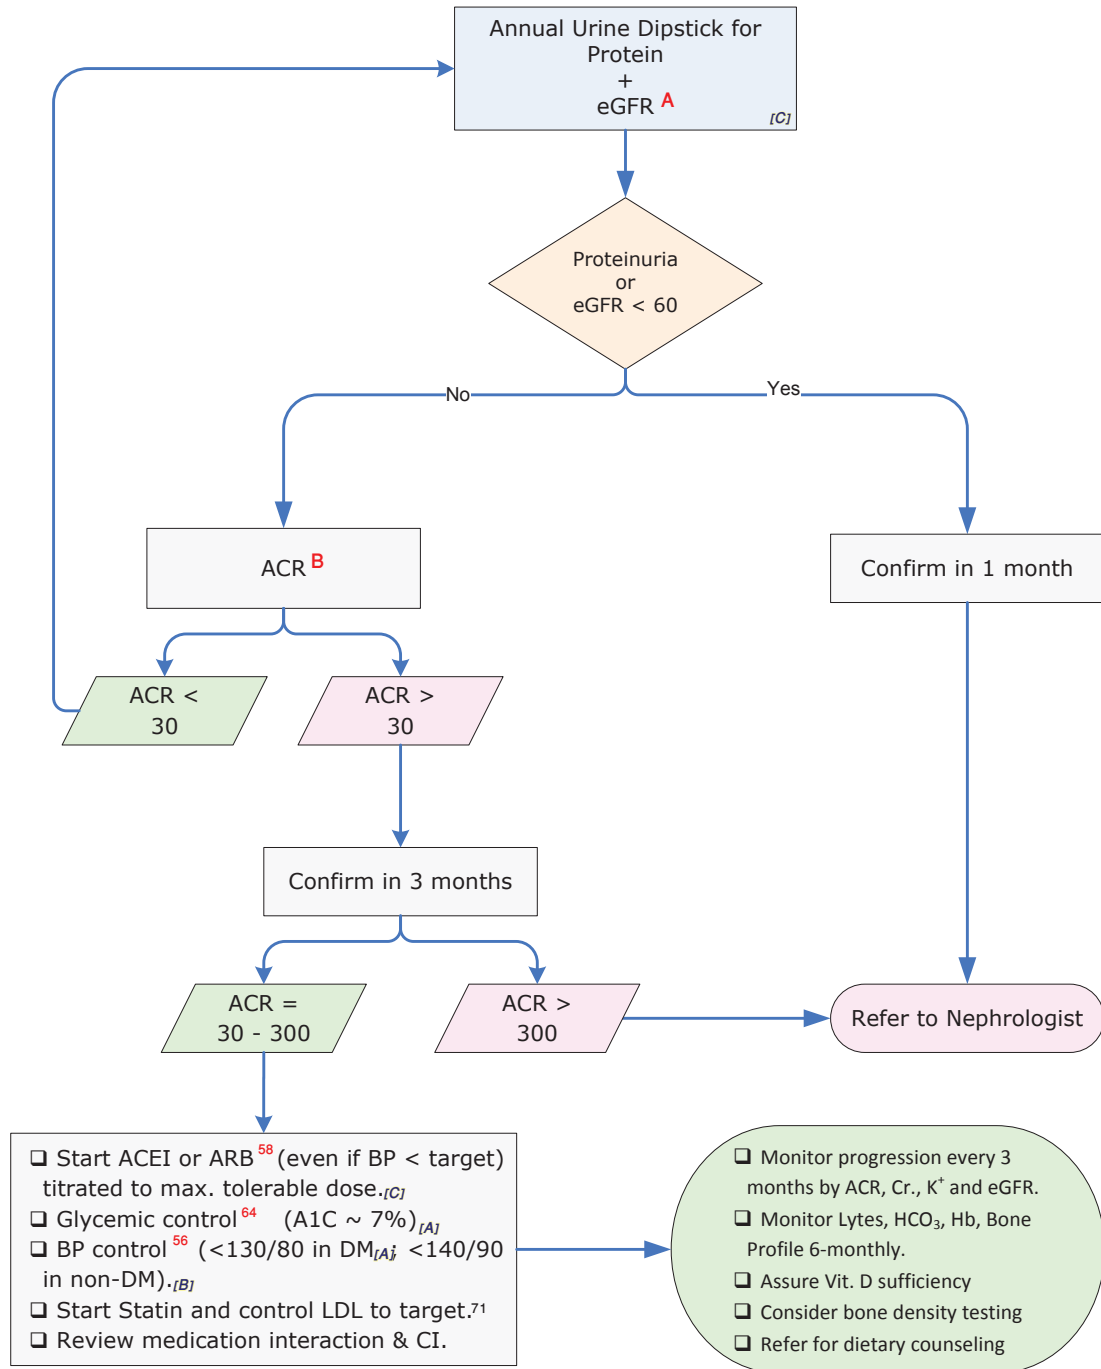 Annual Urine Dipstick for
Protein
+
eGFR A
[C]
Proteinuria
or
eGFR < 60
No
Yes
ACR B
Confirm in 1 month
ACR <
30
ACR >
30
Confirm in 3 months
ACR =
30 - 300
ACR >
300
Refer to Nephrologist
❑ Start ACEI or ARB 58 (even if BP < target)
titrated to max. tolerable dose.[C]
❑ Glycemic control 64 (A1C ~ 7%)[A]
❑ BP control 56 (<130/80 in DM[A]; <140/90
in non-DM).[B]
❑ Start Statin and control LDL to target.71
❑ Review medication interaction & CI.
❑ Monitor progression every 3
months by ACR, Cr., K+ and eGFR.
❑ Monitor Lytes, HCO3, Hb, Bone
Profile 6-monthly.
❑ Assure Vit. D sufficiency
❑ Consider bone density testing
❑ Refer for dietary counseling